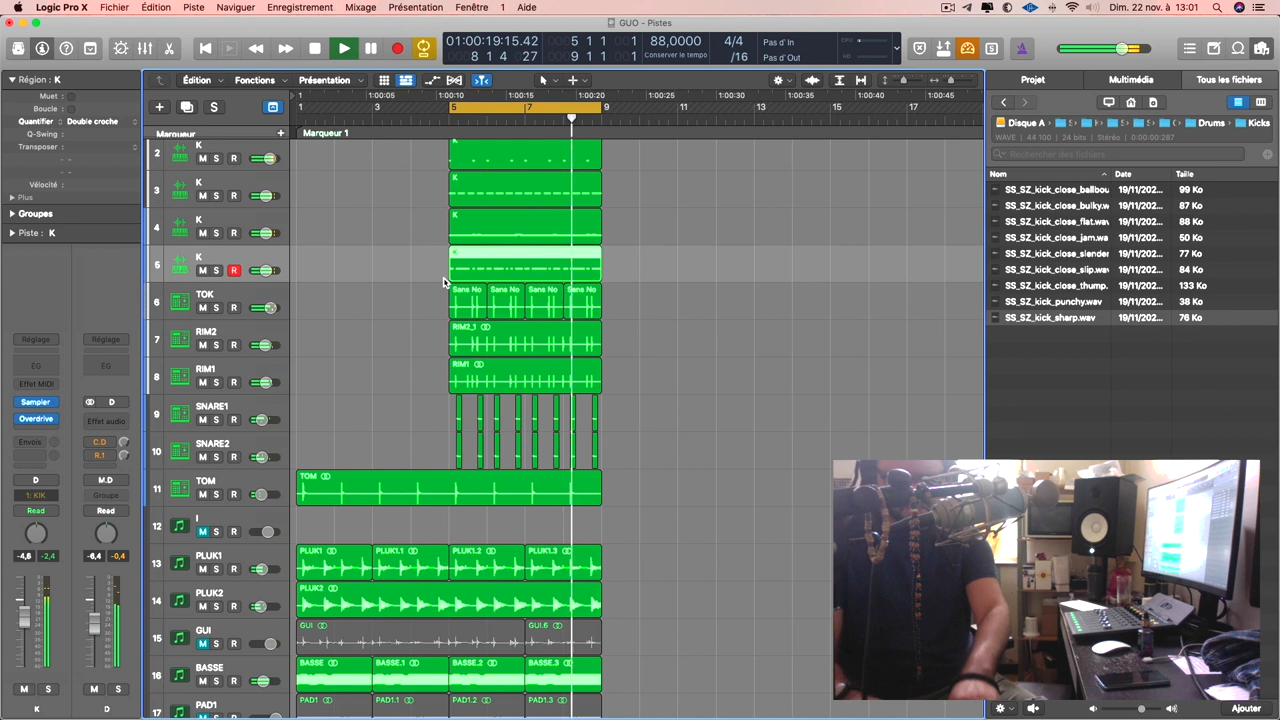 Logic Pro X Fichier Édition Piste Naviguer Enregistrement Mixage Présentation Fenêtre 1 Aide Dim. 22 nov. à 13:01
GUO - Pistes
01:00:19:15.42 5 1 1 1 88,0000 4/4 Pas d'In
8 1 4 27 9 1 1 1 Conserver le tempo /16 Pas d'Out
CPU
HD
Région : K
Muet :
Boucle :
Quantifier Double croche
Q-Swing :
Transposer :
Vélocité :
Plus
Groupes
Piste : K
Édition Fonctions Présentation
1 1:00:05 1:00:10 1:00:15 1:00:20 1:00:25 1:00:30 1:00:35 1:00:40 1:00:45
1 3 5 7 9 11 13 15 17
Marqueur
Marqueur 1
2 K M S R K
3 K M S R K
4 K M S R K
5 K M S R K
6 TOK M S R Sans No Sans No Sans No Sans No
7 RIM2 M S R RIM2_1
8 RIM1 M S R RIM1
9 SNARE1 M S R
10 SNARE2 M S R
11 TOM M S R TOM
12 I M S R
13 PLUK1 M S R PLUK1 PLUK1.1 PLUK1.2 PLUK1.3
14 PLUK2 M S R PLUK2
15 GUI M S R GUI GUI.6
16 BASSE M S R BASSE BASSE.1 BASSE.2 BASSE.3
17 PAD1 PAD1 PAD1.1 PAD1.2 PAD1.3
Réglage Réglage
EG EG
Effet MIDI
Sampler D
Overdrive Effet audio
Envois C.D
R.1
D M.D
1: KIK Groupe
Read Read
-4,6 -2,4 -6,4 -0,4
M S M S
K D
Projet Multimédia Tous les fichiers
Disque A Drums Kicks
WAVE 44 100 24 bits Stéréo 0:00:00:287
Rechercher des fichiers
Nom Date Taille
SS_SZ_kick_close_ballbou 19/11/202... 99 Ko
SS_SZ_kick_close_bulky.w 19/11/202... 87 Ko
SS_SZ_kick_close_flat.wav 19/11/202... 88 Ko
SS_SZ_kick_close_jam.wa 19/11/202... 50 Ko
SS_SZ_kick_close_slender 19/11/202... 77 Ko
SS_SZ_kick_close_slip.wav 19/11/202... 84 Ko
SS_SZ_kick_close_thump. 19/11/202... 133 Ko
SS_SZ_kick_punchy.wav 19/11/202... 38 Ko
SS_SZ_kick_sharp.wav 19/11/202... 76 Ko
Ajouter